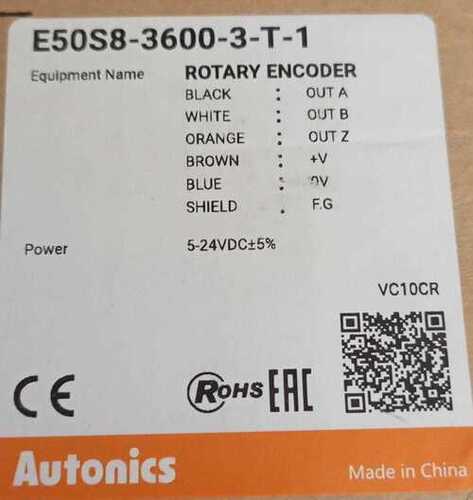 E50S8-3600-3-T-1
Equipment Name ROTARY ENCODER
BLACK : OUT A
WHITE : OUT B
ORANGE : OUT Z
BROWN : +V
BLUE : 0V
SHIELD . F.G
Power 5-24VDC±5%
VC10CR
CE RoHS EAC
Autonics Made in China